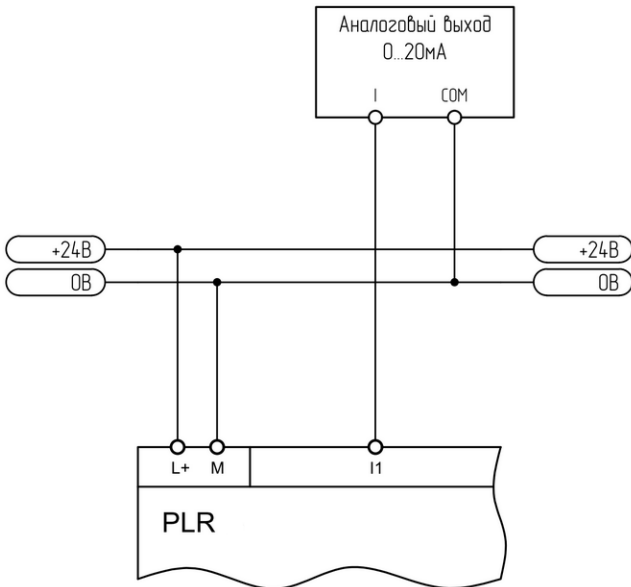 Аналоговый выход
0...20мА
I COM
+24В +24В
0В 0В
L+ M I1
PLR